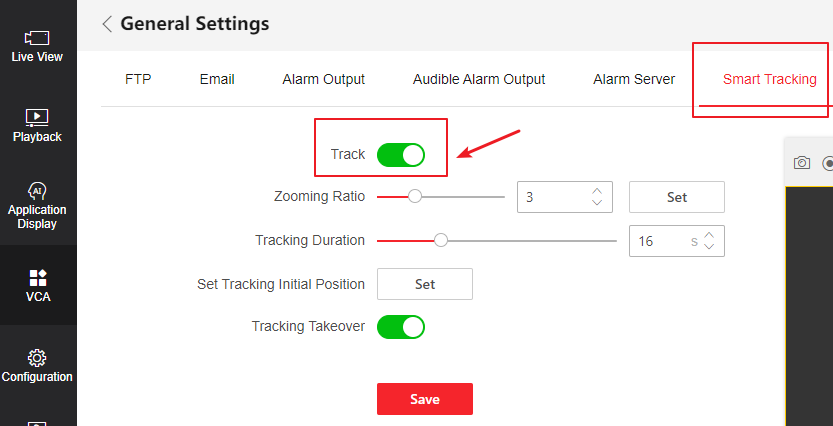 General Settings
Live View
FTP Email Alarm Output Audible Alarm Output Alarm Server Smart Tracking
Playback
Track
AI
Application
Display
Zooming Ratio 3 Set
Tracking Duration 16 s
VCA
Set Tracking Initial Position Set
Tracking Takeover
Configuration
Save